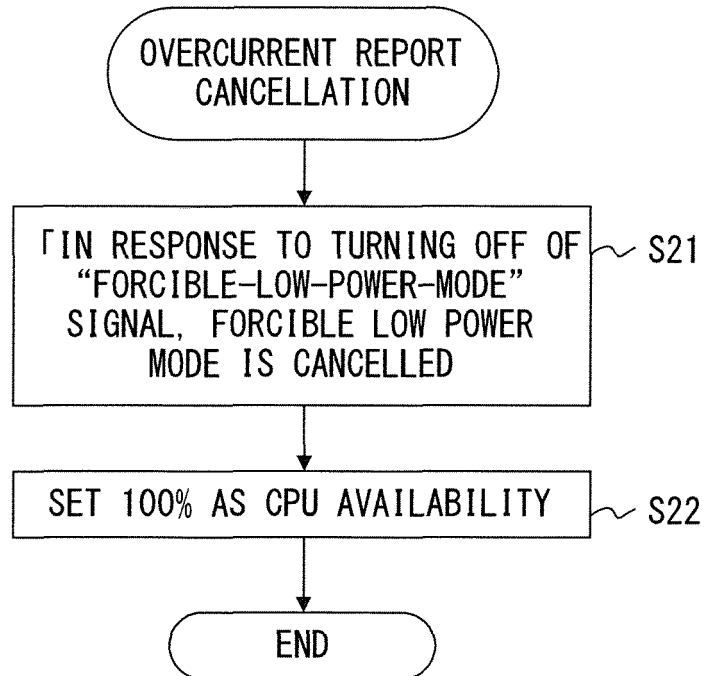 OVERCURRENT REPORT
CANCELLATION
「IN RESPONSE TO TURNING OFF OF
“FORCIBLE-LOW-POWER-MODE”
SIGNAL, FORCIBLE LOW POWER
MODE IS CANCELLED
S21
SET 100% AS CPU AVAILABILITY
S22
END